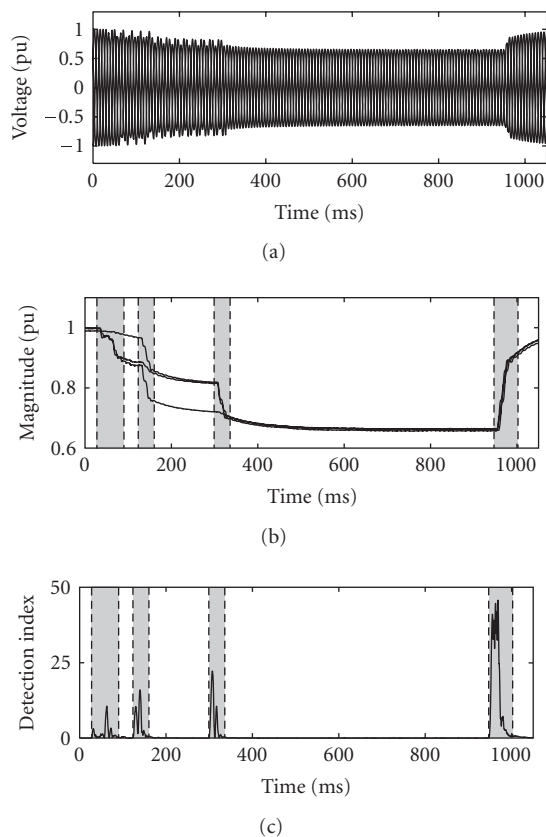 1
0.5
0
−0.5
−1
Voltage (pu)
0 200 400 600 800 1000
Time (ms)
(a)
1
0.8
0.6
Magnitude (pu)
0 200 400 600 800 1000
Time (ms)
(b)
50
25
0
Detection index
0 200 400 600 800 1000
Time (ms)
(c)